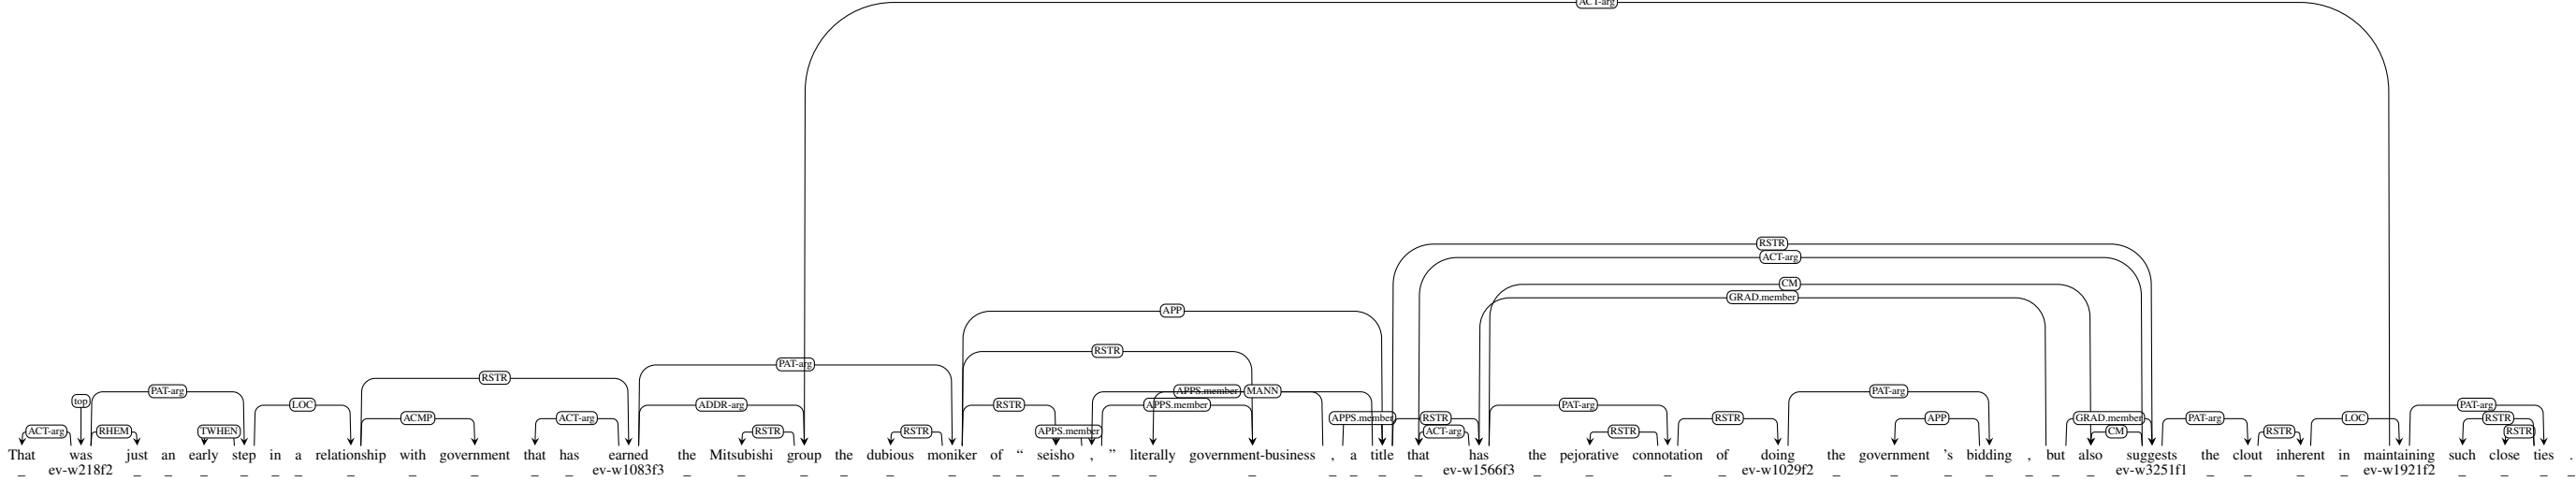 ACT-arg
RSTR
ACT-arg
CM
GRAD.member
APP
RSTR
PAT-arg
RSTR
PAT-arg APPS.member MANN PAT-arg
top LOC ACMP ADDR-arg RSTR APPS.member PAT-arg PAT-arg
ACT-arg APPS.member RSTR RSTR APP GRAD.member PAT-arg LOC RSTR
ACT-arg RHEM TWHEN RSTR RSTR APPS.member ACT-arg RSTR CM RSTR RSTR
That was just an early step in a relationship with government that has earned the Mitsubishi group the dubious moniker of “ seisho , ” literally government-business , a title that has the pejorative connotation of doing the government ’s bidding , but also suggests the clout inherent in maintaining such close ties .
_ ev-w218f2 _ _ _ _ _ _ _ _ _ _ _ ev-w1083f3 _ _ _ _ _ _ _ _ _ _ _ _ _ _ _ _ _ ev-w1566f3 _ _ _ _ ev-w1029f2 _ _ _ _ _ _ _ ev-w3251f1 _ _ _ _ ev-w1921f2 _ _ _ _